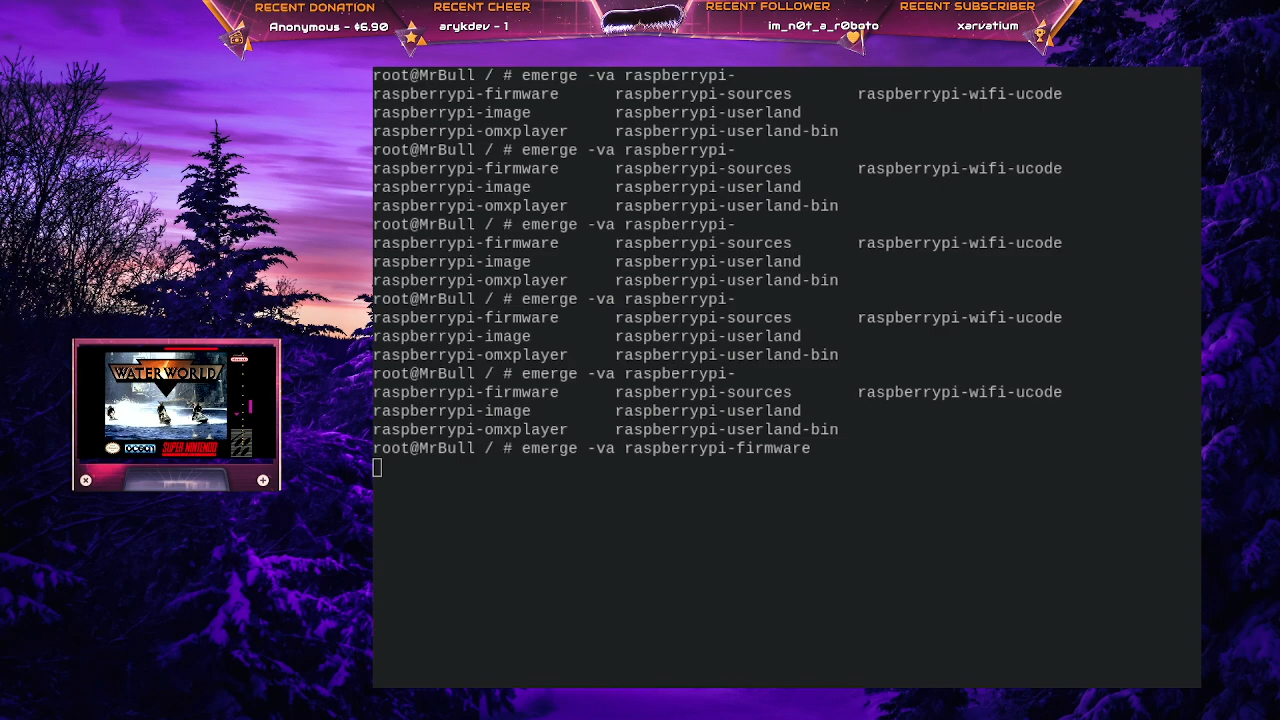 RECENT DONATION
Anonymous - $6.90
RECENT CHEER
arykdev - 1
RECENT FOLLOWER
im_n0t_a_r0boto
RECENT SUBSCRIBER
xarvatium
root@MrBull / # emerge -va raspberrypi-
raspberrypi-firmware raspberrypi-sources raspberrypi-wifi-ucode
raspberrypi-image raspberrypi-userland
raspberrypi-omxplayer raspberrypi-userland-bin
root@MrBull / # emerge -va raspberrypi-
raspberrypi-firmware raspberrypi-sources raspberrypi-wifi-ucode
raspberrypi-image raspberrypi-userland
raspberrypi-omxplayer raspberrypi-userland-bin
root@MrBull / # emerge -va raspberrypi-
raspberrypi-firmware raspberrypi-sources raspberrypi-wifi-ucode
raspberrypi-image raspberrypi-userland
raspberrypi-omxplayer raspberrypi-userland-bin
root@MrBull / # emerge -va raspberrypi-
raspberrypi-firmware raspberrypi-sources raspberrypi-wifi-ucode
raspberrypi-image raspberrypi-userland
raspberrypi-omxplayer raspberrypi-userland-bin
root@MrBull / # emerge -va raspberrypi-
raspberrypi-firmware raspberrypi-sources raspberrypi-wifi-ucode
raspberrypi-image raspberrypi-userland
raspberrypi-omxplayer raspberrypi-userland-bin
root@MrBull / # emerge -va raspberrypi-firmware
WATERWORLD
ocean SUPER NINTENDO